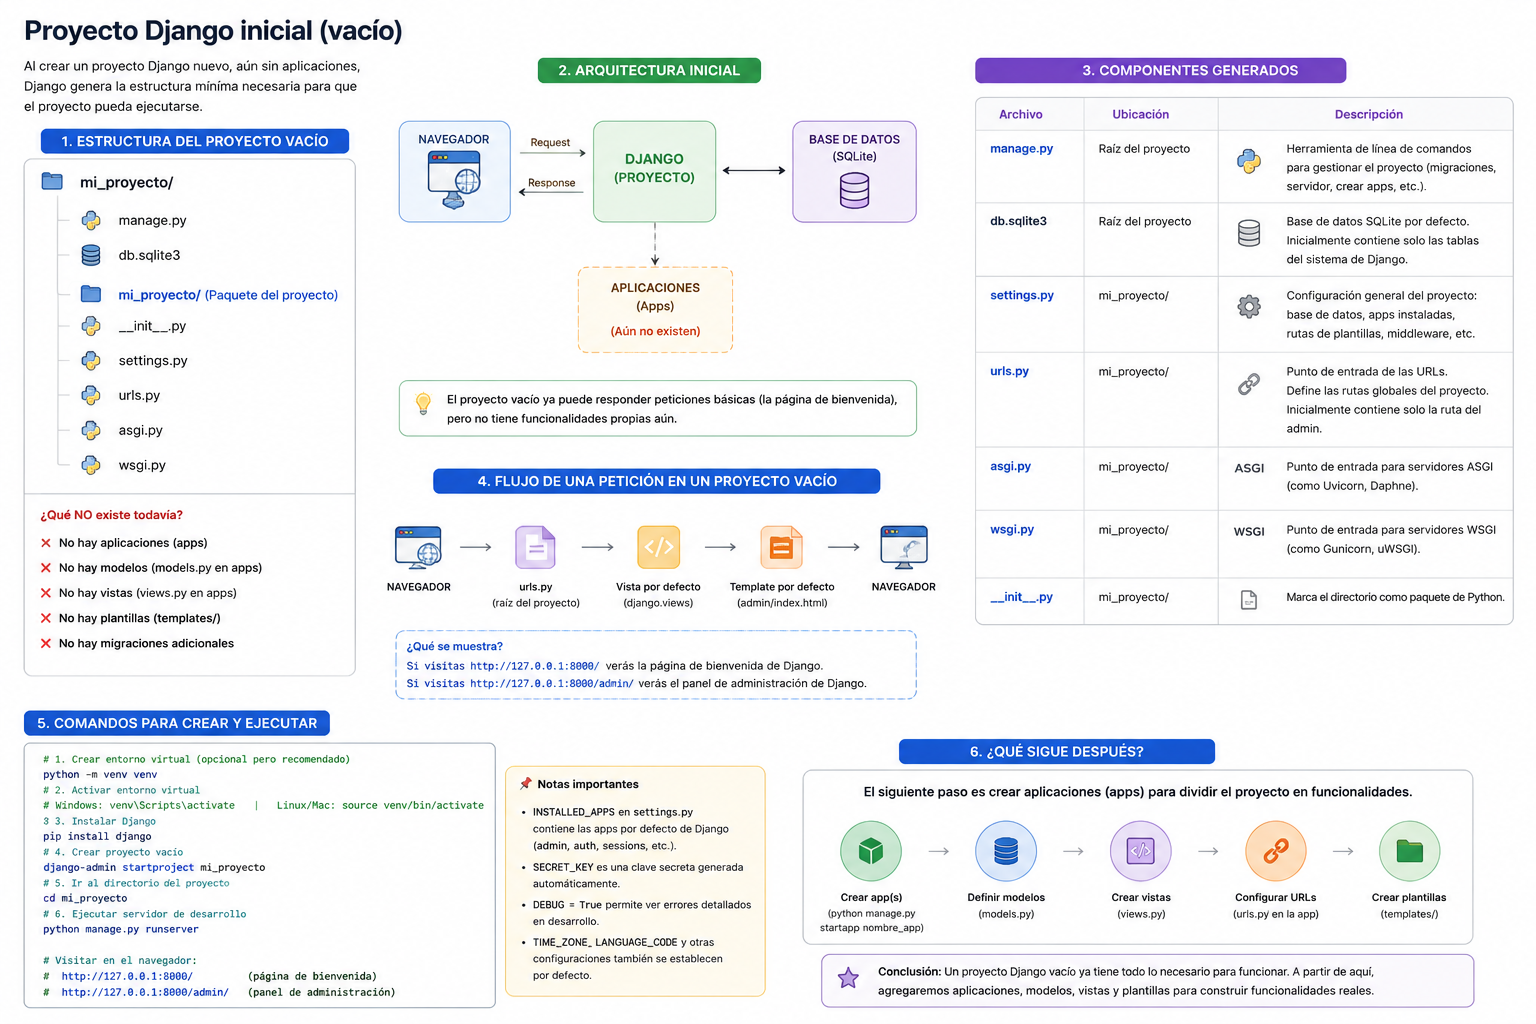 Proyecto Django inicial (vacío)
Al crear un proyecto Django nuevo, aún sin aplicaciones,
Django genera la estructura mínima necesaria para que
el proyecto pueda ejecutarse.
1. ESTRUCTURA DEL PROYECTO VACÍO
mi_proyecto/
manage.py
db.sqlite3
mi_proyecto/ (Paquete del proyecto)
__init__.py
settings.py
urls.py
asgi.py
wsgi.py
¿Qué NO existe todavía?
No hay aplicaciones (apps)
No hay modelos (models.py en apps)
No hay vistas (views.py en apps)
No hay plantillas (templates/)
No hay migraciones adicionales
2. ARQUITECTURA INICIAL
NAVEGADOR
Request
Response
DJANGO
(PROYECTO)
BASE DE DATOS
(SQLite)
APLICACIONES
(Apps)
(Aún no existen)
El proyecto vacío ya puede responder peticiones básicas (la página de bienvenida),
pero no tiene funcionalidades propias aún.
3. COMPONENTES GENERADOS
Archivo Ubicación Descripción
manage.py Raíz del proyecto Herramienta de línea de comandos
para gestionar el proyecto (migraciones,
servidor, crear apps, etc.).
db.sqlite3 Raíz del proyecto Base de datos SQLite por defecto.
Inicialmente contiene solo las tablas
del sistema de Django.
settings.py mi_proyecto/ Configuración general del proyecto:
base de datos, apps instaladas,
rutas de plantillas, middleware, etc.
urls.py mi_proyecto/ Punto de entrada de las URLs.
Define las rutas globales del proyecto.
Inicialmente contiene solo la ruta del
admin.
asgi.py mi_proyecto/ ASGI Punto de entrada para servidores ASGI
(como Uvicorn, Daphne).
wsgi.py mi_proyecto/ WSGI Punto de entrada para servidores WSGI
(como Gunicorn, uWSGI).
__init__.py mi_proyecto/ Marca el directorio como paquete de Python.
4. FLUJO DE UNA PETICIÓN EN UN PROYECTO VACÍO
NAVEGADOR
urls.py
(raíz del proyecto)
Vista por defecto
(django.views)
Template por defecto
(admin/index.html)
NAVEGADOR
¿Qué se muestra?
Si visitas http://127.0.0.1:8000/ verás la página de bienvenida de Django.
Si visitas http://127.0.0.1:8000/admin/ verás el panel de administración de Django.
5. COMANDOS PARA CREAR Y EJECUTAR
# 1. Crear entorno virtual (opcional pero recomendado)
python -m venv venv
# 2. Activar entorno virtual
# Windows: venv\Scripts\activate | Linux/Mac: source venv/bin/activate
3 3. Instalar Django
pip install django
# 4. Crear proyecto vacío
django-admin startproject mi_proyecto
# 5. Ir al directorio del proyecto
cd mi_proyecto
# 6. Ejecutar servidor de desarrollo
python manage.py runserver
# Visitar en el navegador:
# http://127.0.0.1:8000/ (página de bienvenida)
# http://127.0.0.1:8000/admin/ (panel de administración)
Notas importantes
• INSTALLED_APPS en settings.py
contiene las apps por defecto de Django
(admin, auth, sessions, etc.).
• SECRET_KEY es una clave secreta generada
automáticamente.
• DEBUG = True permite ver errores detallados
en desarrollo.
• TIME_ZONE_ LANGUAGE_CODE y otras
configuraciones también se establecen
por defecto.
6. ¿QUÉ SIGUE DESPUÉS?
El siguiente paso es crear aplicaciones (apps) para dividir el proyecto en funcionalidades.
Crear app(s)
(python manage.py
startapp nombre_app)
Definir modelos
(models.py)
Crear vistas
(views.py)
Configurar URLs
(urls.py en la app)
Crear plantillas
(templates/)
Conclusión: Un proyecto Django vacío ya tiene todo lo necesario para funcionar. A partir de aquí,
agregaremos aplicaciones, modelos, vistas y plantillas para construir funcionalidades reales.